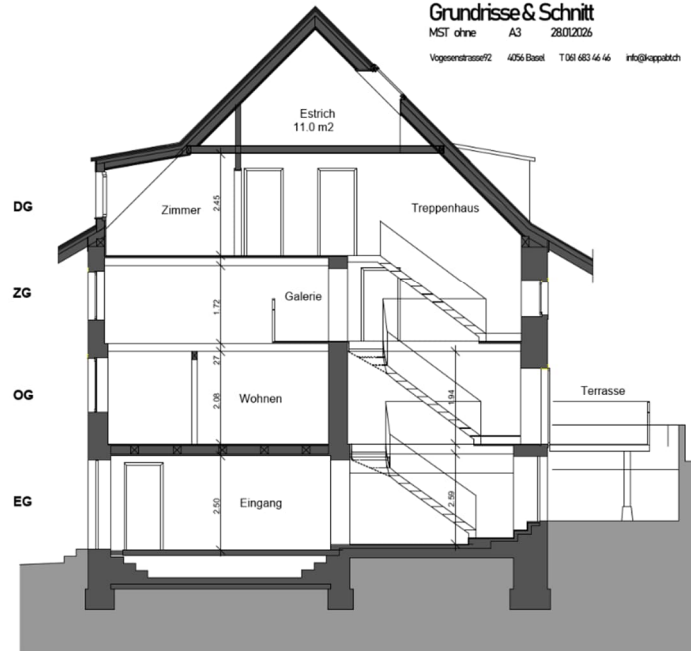 Grundrisse & Schnitt
MST ohne A3 28.01.2026
Vogesenstrasse 92 4056 Basel T 061 683 46 46 info@kappabt.ch
Estrich
11.0 m2
DG
Zimmer
2.45
Treppenhaus
ZG
1.72
Galerie
OG
27
2.08
Wohnen
1.94
Terrasse
EG
2.50
Eingang
2.59